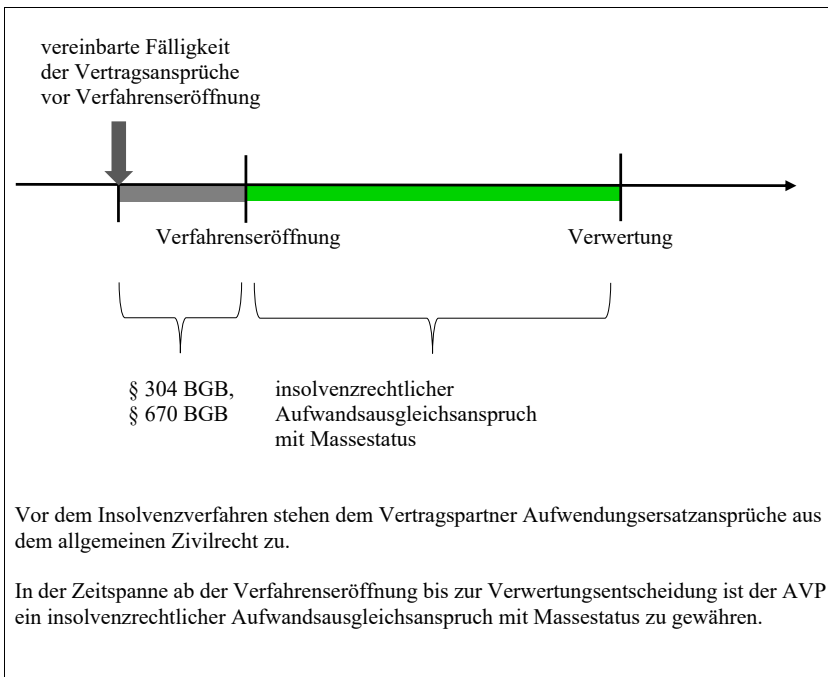 vereinbarte Fälligkeit
der Vertragsansprüche
vor Verfahrenseröffnung
Verfahrenseröffnung
Verwertung
§ 304 BGB,
§ 670 BGB
insolvenzrechtlicher
Aufwandsausgleichsanspruch
mit Massestatus
Vor dem Insolvenzverfahren stehen dem Vertragspartner Aufwendungsersatzansprüche aus
dem allgemeinen Zivilrecht zu.
In der Zeitspanne ab der Verfahrenseröffnung bis zur Verwertungsentscheidung ist der AVP
ein insolvenzrechtlicher Aufwandsausgleichsanspruch mit Massestatus zu gewähren.